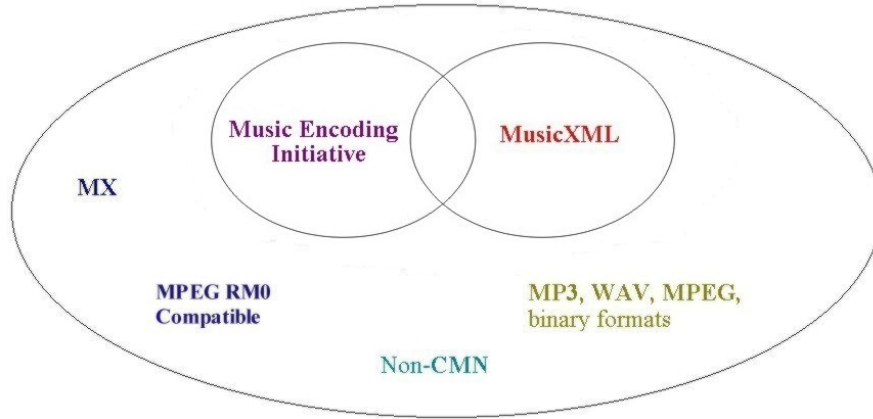 Music Encoding
Initiative
MusicXML
MX
MPEG RM0
Compatible
MP3, WAV, MPEG,
binary formats
Non-CMN